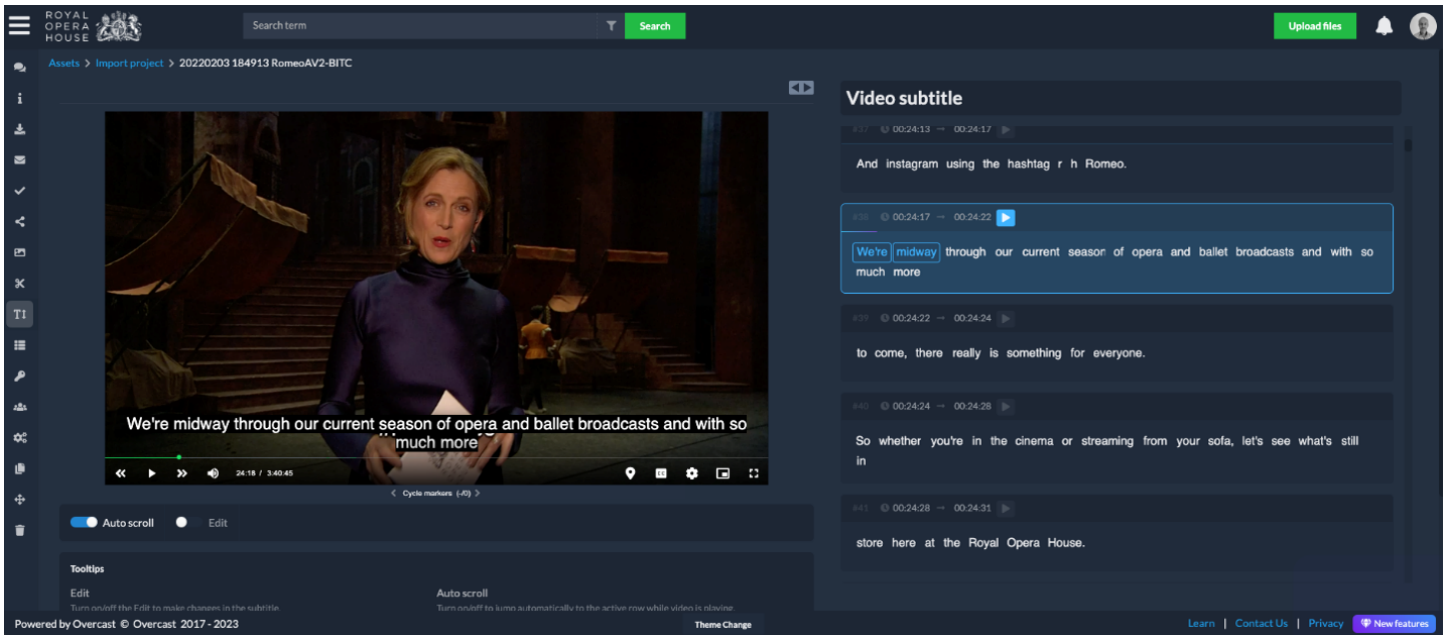 ROYAL
OPERA
HOUSE
Search term
Search
Upload files
Assets > Import project > 20220203 184913 RomeoAV2-BITC
We're midway through our current season of opera and ballet broadcasts and with so
much more
24:18 / 3:40:45
CC
< Cycle markers (-/0) >
Auto scroll
Edit
Tooltips
Edit
Turn on/off the Edit to make changes in the subtitle.
Auto scroll
Turn on/off to jump automatically to the active row while video is playing.
Video subtitle
#37 00:24:13 → 00:24:17
And instagram using the hashtag r h Romeo.
#38 00:24:17 → 00:24:22
We're midway through our current season of opera and ballet broadcasts and with so
much more
#39 00:24:22 → 00:24:24
to come, there really is something for everyone.
#40 00:24:24 → 00:24:28
So whether you're in the cinema or streaming from your sofa, let's see what's still
in
#41 00:24:28 → 00:24:31
store here at the Royal Opera House.
Powered by Overcast © Overcast 2017 - 2023
Theme Change
Learn | Contact Us | Privacy
New features